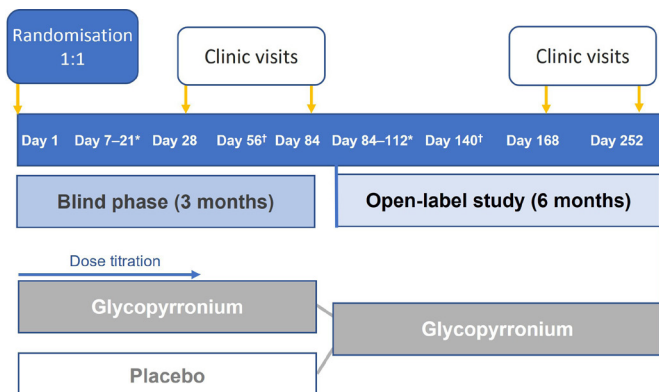 Randomisation
1:1
Clinic visits
Clinic visits
Day 1 Day 7–21* Day 28 Day 56† Day 84 Day 84–112* Day 140† Day 168 Day 252
Blind phase (3 months)
Open-label study (6 months)
Dose titration
Glycopyrronium
Glycopyrronium
Placebo